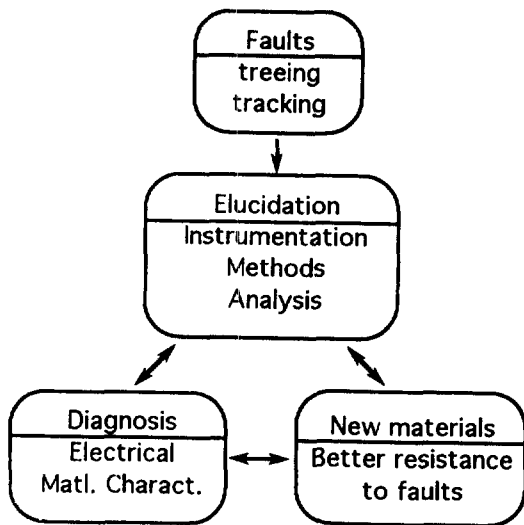 Faults
treeing
tracking
Elucidation
Instrumentation
Methods
Analysis
Diagnosis
Electrical
Matl. Charact.
New materials
Better resistance
to faults